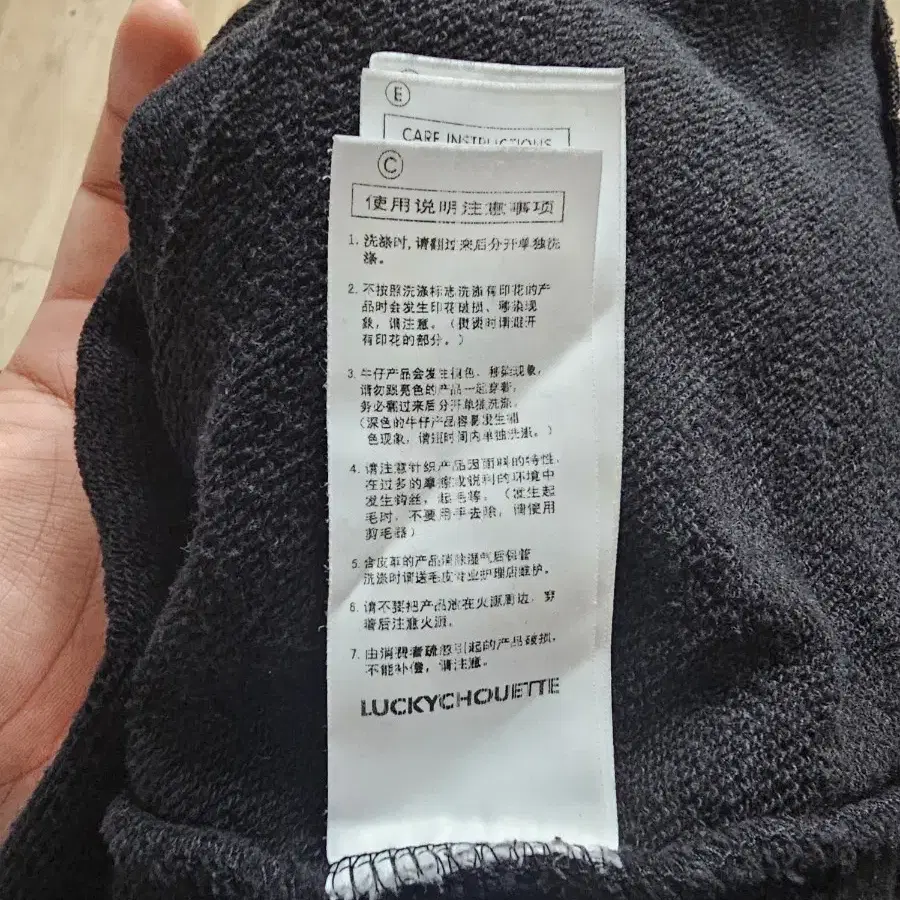 E
CARE INSTRUCTIONS
C
使用说明注意事项
1. 洗涤时, 请翻过来后分开单独洗
涤。
2. 不按照洗涤标志洗涤有印花的产
品时会发生印花破损、移染现
象, 请注意。(熨烫时请避开
有印花的部分。)
3. 牛仔产品会发生褪色、移染现象,
请勿跟亮色的产品一起穿着,
务必翻过来后分开单独洗涤。
(深色的牛仔产品容易发生褪
色现象, 请短时间内单独洗涤。)
4. 请注意针织产品因面料的特性,
在过多的摩擦或锐利的环境中
发生钩丝, 起毛等。(发生起
毛时, 不要用手去除, 请使用
剪毛器)
5. 含皮革的产品清除湿气后保管
洗涤时请送毛皮专业护理店维护。
6. 请不要把产品放在火源周边, 穿
着后注意火源。
7. 由消费者疏忽引起的产品破损,
不能补偿, 请注意。
LUCKYCHOUETTE